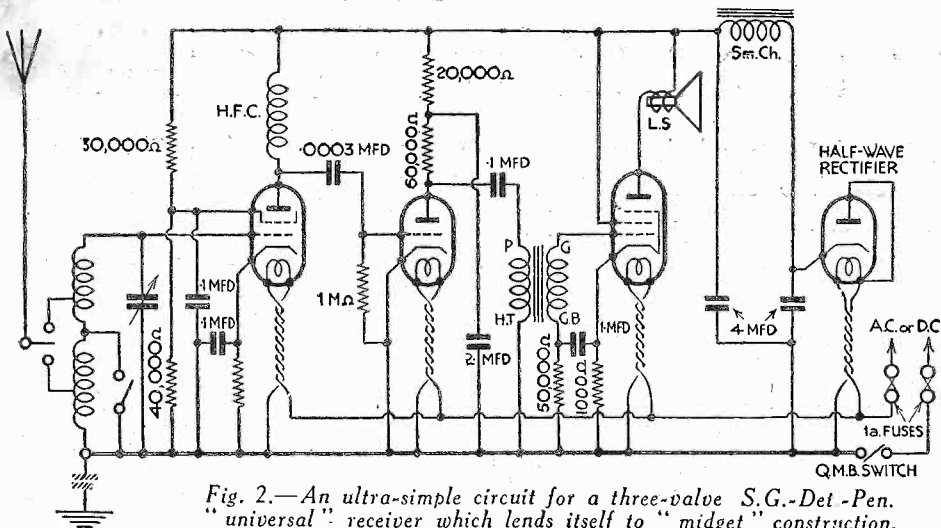 Sm.Ch.
20,000Ω
H.F.C.
L.S
30,000Ω
.0003 MFD
60,000Ω
.1 MFD
HALF-WAVE
RECTIFIER
P
G
.1 MFD
1 MΩ
.1 MFD
H.T
G.B
.1 MFD
4 MFD
A.C. or D.C.
2 MFD
40,000Ω
50,000Ω
1000Ω
1a. FUSES
Q.M.B. SWITCH
Fig. 2.—An ultra-simple circuit for a three-valve S.G.-Det.-Pen.
"universal" receiver which lends itself to "midget" construction.